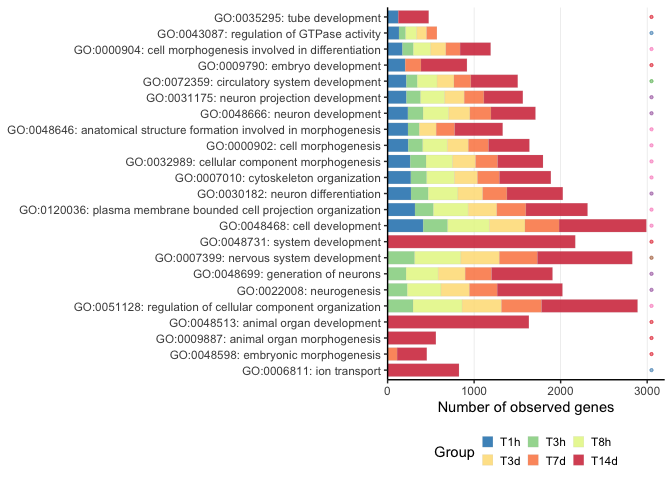 GO:0035295: tube development
GO:0043087: regulation of GTPase activity
GO:0000904: cell morphogenesis involved in differentiation
GO:0009790: embryo development
GO:0072359: circulatory system development
GO:0031175: neuron projection development
GO:0048666: neuron development
GO:0048646: anatomical structure formation involved in morphogenesis
GO:0000902: cell morphogenesis
GO:0032989: cellular component morphogenesis
GO:0007010: cytoskeleton organization
GO:0030182: neuron differentiation
GO:0120036: plasma membrane bounded cell projection organization
GO:0048468: cell development
GO:0048731: system development
GO:0007399: nervous system development
GO:0048699: generation of neurons
GO:0022008: neurogenesis
GO:0051128: regulation of cellular component organization
GO:0048513: animal organ development
GO:0009887: animal organ morphogenesis
GO:0048598: embryonic morphogenesis
GO:0006811: ion transport
0 1000 2000 3000
Number of observed genes
Group
T1h T3h T8h
T3d T7d T14d